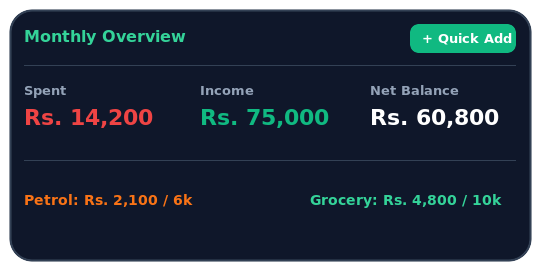 Monthly Overview
+ Quick Add
Spent Income Net Balance
Rs. 14,200 Rs. 75,000 Rs. 60,800
Petrol: Rs. 2,100 / 6k Grocery: Rs. 4,800 / 10k